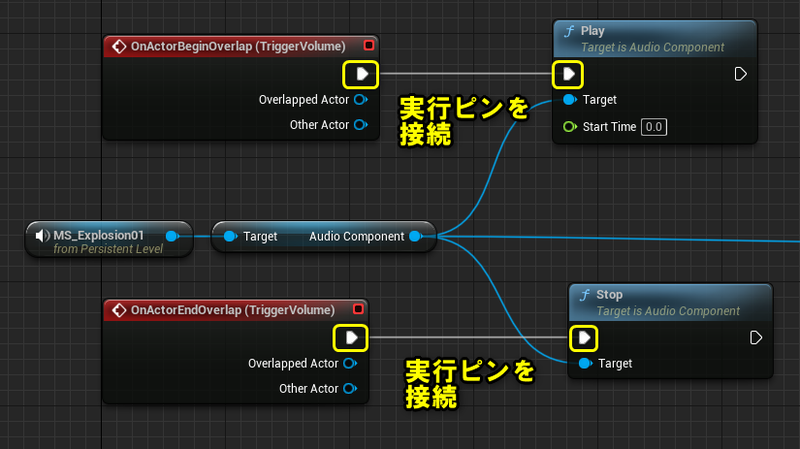 OnActorBeginOverlap (TriggerVolume)
Overlapped Actor
Other Actor
実行ピンを
接続
Play
Target is Audio Component
Target
Start Time 0.0
MS_Explosion01
from Persistent Level
Target Audio Component
OnActorEndOverlap (TriggerVolume)
Overlapped Actor
Other Actor
実行ピンを
接続
Stop
Target is Audio Component
Target